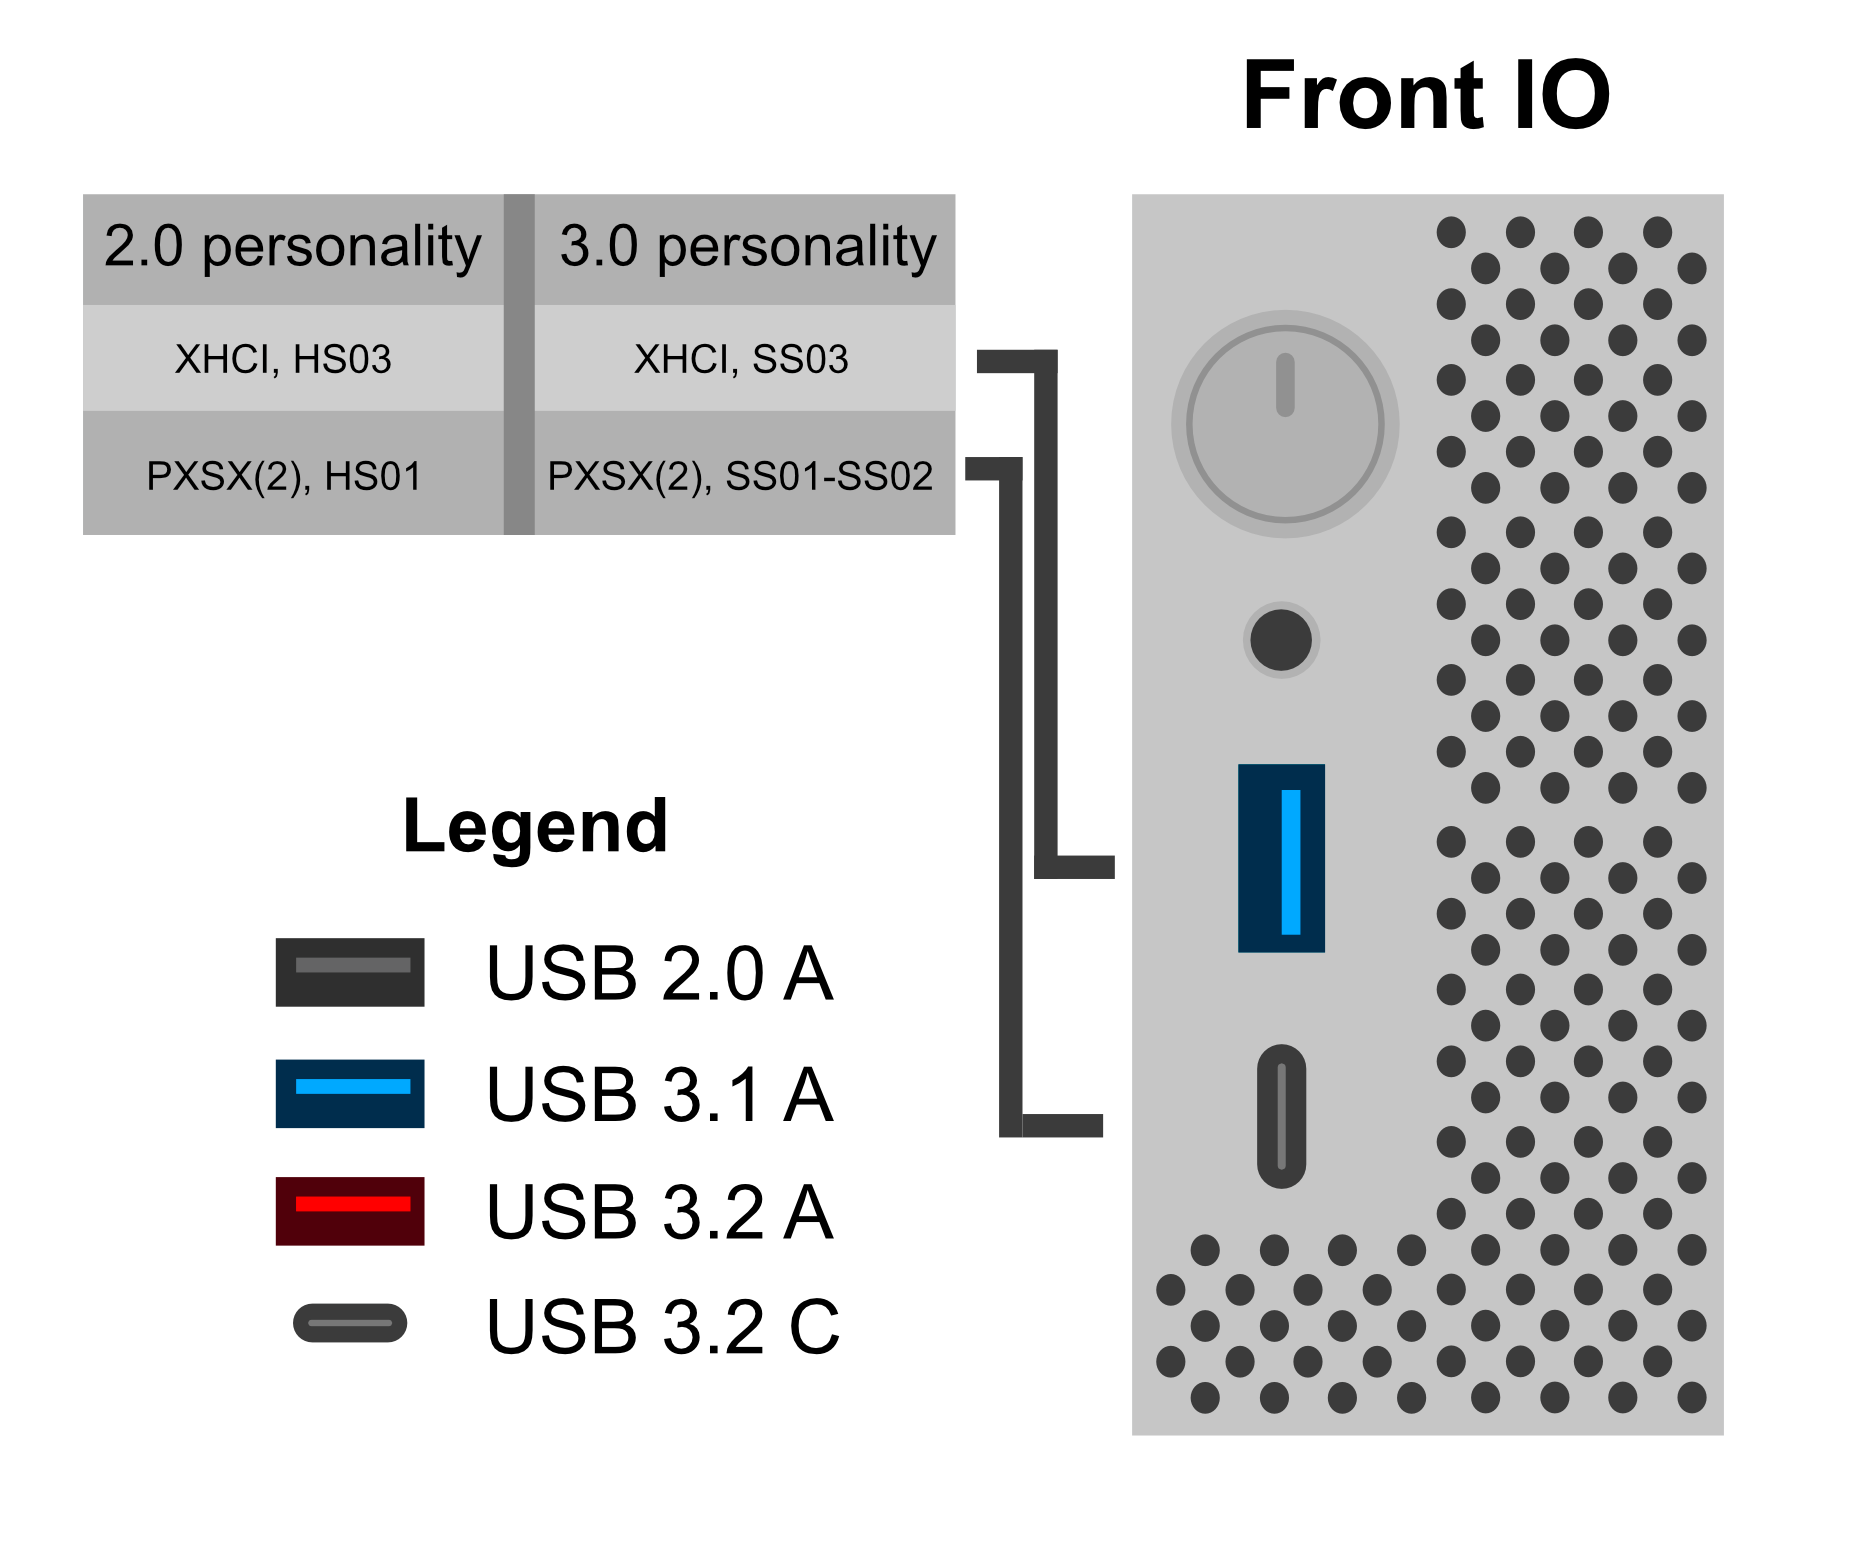 Front IO
2.0 personality 3.0 personality
XHCI, HS03 XHCI, SS03
PXSX(2), HS01 PXSX(2), SS01-SS02
Legend
USB 2.0 A
USB 3.1 A
USB 3.2 A
USB 3.2 C